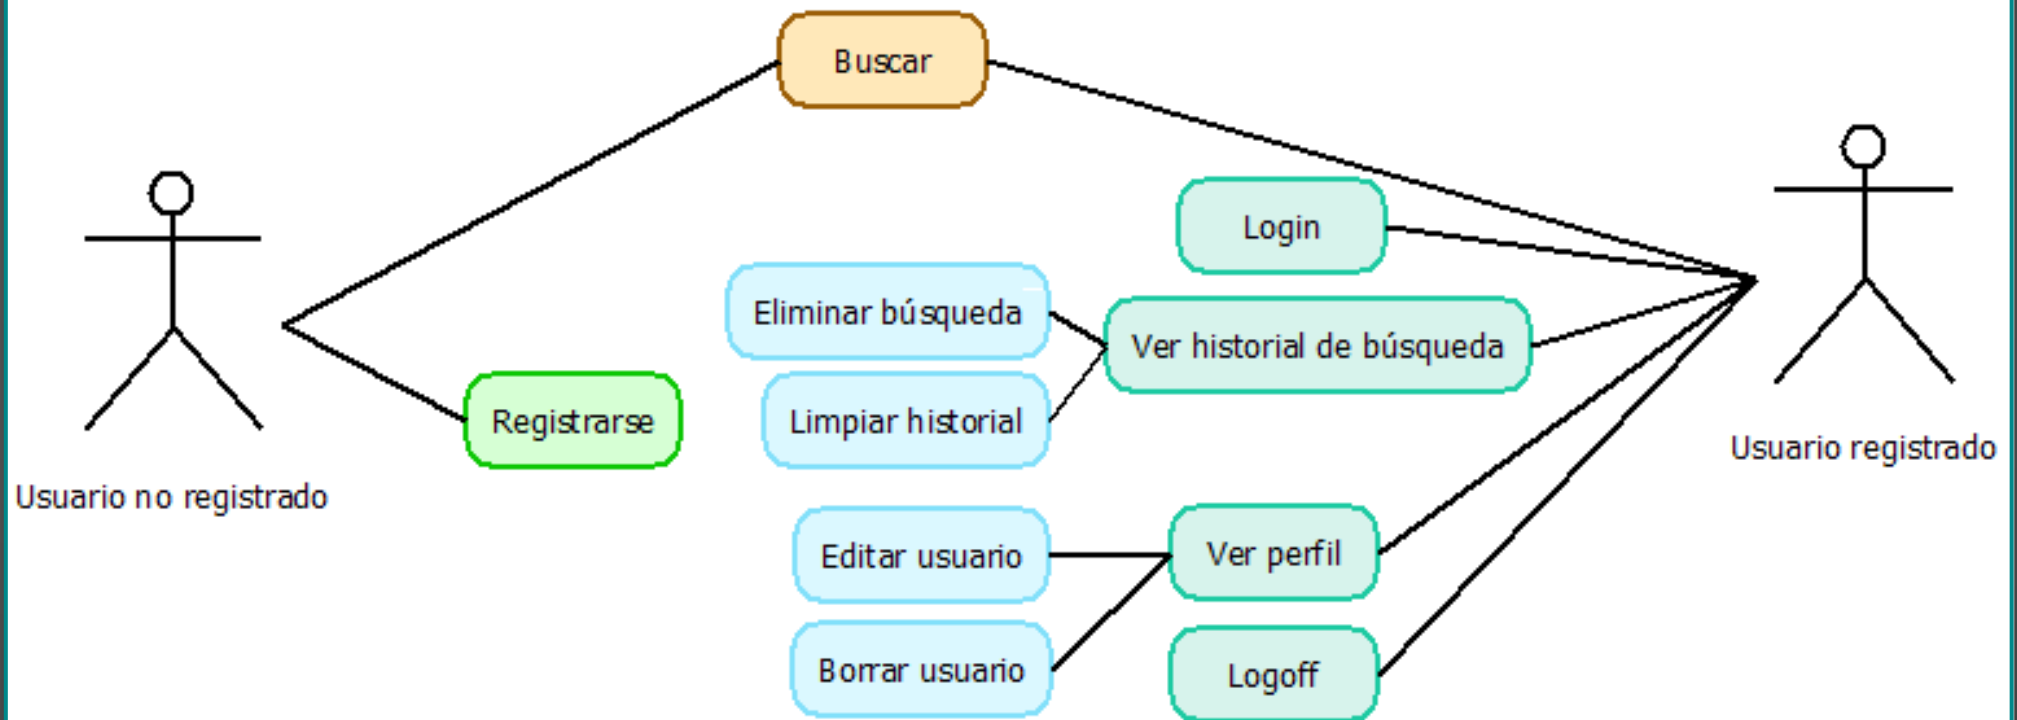 Buscar
Login
Eliminar búsqueda
Ver historial de búsqueda
Limpiar historial
Registrarse
Usuario registrado
Usuario no registrado
Editar usuario
Ver perfil
Borrar usuario
Logoff